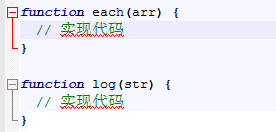 function each(arr) {
// 实现代码
}
function log(str) {
// 实现代码
}